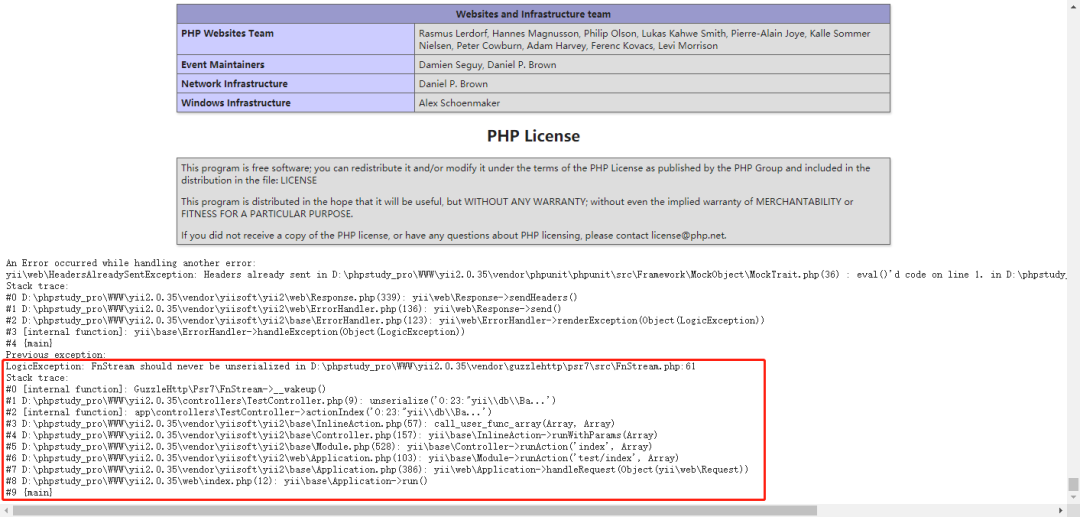 Websites and Infrastructure team
PHP Websites Team
Rasmus Lerdorf, Hannes Magnusson, Philip Olson, Lukas Kahwe Smith, Pierre-Alain Joye, Kalle Sommer
Nielsen, Peter Cowburn, Adam Harvey, Ferenc Kovacs, Levi Morrison
Event Maintainers
Damien Seguy, Daniel P. Brown
Network Infrastructure
Daniel P. Brown
Windows Infrastructure
Alex Schoenmaker
PHP License
This program is free software; you can redistribute it and/or modify it under the terms of the PHP License as published by the PHP Group and included in the
distribution in the file: LICENSE
This program is distributed in the hope that it will be useful, but WITHOUT ANY WARRANTY; without even the implied warranty of MERCHANTABILITY or
FITNESS FOR A PARTICULAR PURPOSE.
If you did not receive a copy of the PHP license, or have any questions about PHP licensing, please contact license@php.net.
An Error occurred while handling another error:
yii\web\HeadersAlreadySentException: Headers already sent in D:\phpstudy_pro\WWW\yii2.0.35\vendor\phpunit\phpunit\src\Framework\MockObject\MockTrait.php(36) : eval()'d code on line 1. in D:\phpstudy_
Stack trace:
#0 D:\phpstudy_pro\WWW\yii2.0.35\vendor\yiisoft\yii2\web\Response.php(339): yii\web\Response->sendHeaders()
#1 D:\phpstudy_pro\WWW\yii2.0.35\vendor\yiisoft\yii2\web\ErrorHandler.php(136): yii\web\Response->send()
#2 D:\phpstudy_pro\WWW\yii2.0.35\vendor\yiisoft\yii2\base\ErrorHandler.php(123): yii\web\ErrorHandler->renderException(Object(LogicException))
#3 [internal function]: yii\base\ErrorHandler->handleException(Object(LogicException))
#4 {main}
Previous exception:
LogicException: FnStream should never be unserialized in D:\phpstudy_pro\WWW\yii2.0.35\vendor\guzzlehttp\psr7\src\FnStream.php:61
Stack trace:
#0 [internal function]: GuzzleHttp\Psr7\FnStream->__wakeup()
#1 D:\phpstudy_pro\WWW\yii2.0.35\controllers\TestController.php(9): unserialize('O:23:"yii\\db\\Ba...')
#2 [internal function]: app\controllers\TestController->actionIndex('O:23:"yii\\db\\Ba...')
#3 D:\phpstudy_pro\WWW\yii2.0.35\vendor\yiisoft\yii2\base\InlineAction.php(57): call_user_func_array(Array, Array)
#4 D:\phpstudy_pro\WWW\yii2.0.35\vendor\yiisoft\yii2\base\Controller.php(157): yii\base\InlineAction->runWithParams(Array)
#5 D:\phpstudy_pro\WWW\yii2.0.35\vendor\yiisoft\yii2\base\Module.php(528): yii\base\Controller->runAction('index', Array)
#6 D:\phpstudy_pro\WWW\yii2.0.35\vendor\yiisoft\yii2\web\Application.php(103): yii\base\Module->runAction('test/index', Array)
#7 D:\phpstudy_pro\WWW\yii2.0.35\vendor\yiisoft\yii2\base\Application.php(386): yii\web\Application->handleRequest(Object(yii\web\Request))
#8 D:\phpstudy_pro\WWW\yii2.0.35\web\index.php(12): yii\base\Application->run()
#9 {main}